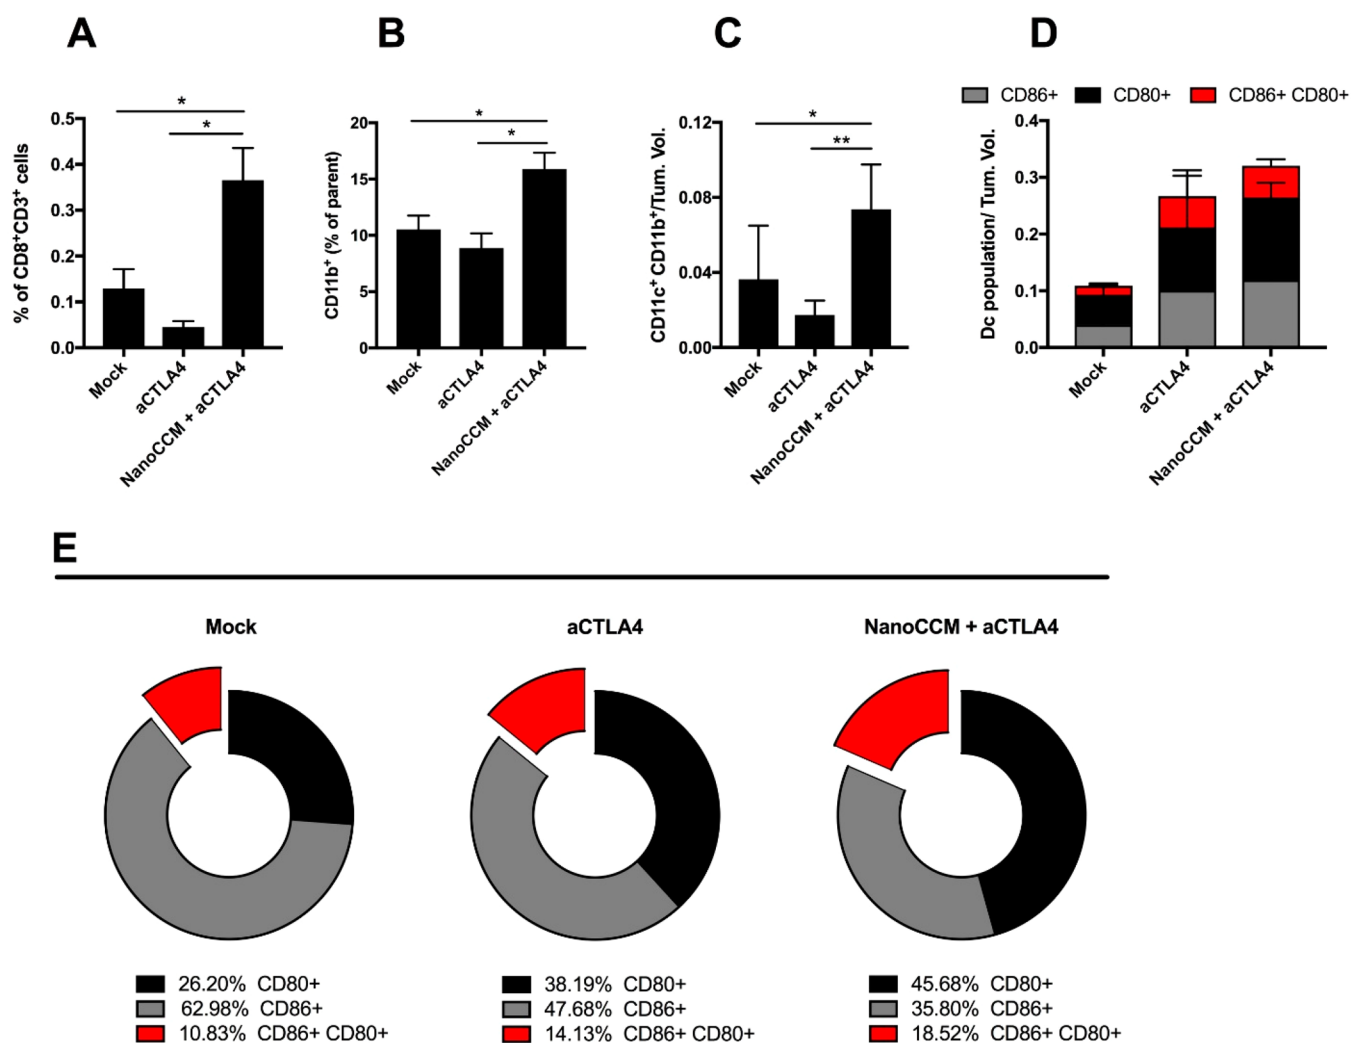 A
B
C
D
CD86+ CD80+ CD86+ CD80+
% of CD8⁺CD3⁺ cells
0.5
0.4
0.3
0.2
0.1
0.0
*
*
Mock
aCTLA4
NanoCCM + aCTLA4
CD11b⁺ (% of parent)
20
15
10
5
0
*
*
Mock
aCTLA4
NanoCCM + aCTLA4
CD11c⁺ CD11b⁺/Tum. Vol.
0.12
0.08
0.04
0.00
*
**
Mock
aCTLA4
NanoCCM + aCTLA4
Dc population/ Tum. Vol.
0.4
0.3
0.2
0.1
0.0
Mock
aCTLA4
NanoCCM + aCTLA4
E
Mock
26.20% CD80+
62.98% CD86+
10.83% CD86+ CD80+
aCTLA4
38.19% CD80+
47.68% CD86+
14.13% CD86+ CD80+
NanoCCM + aCTLA4
45.68% CD80+
35.80% CD86+
18.52% CD86+ CD80+